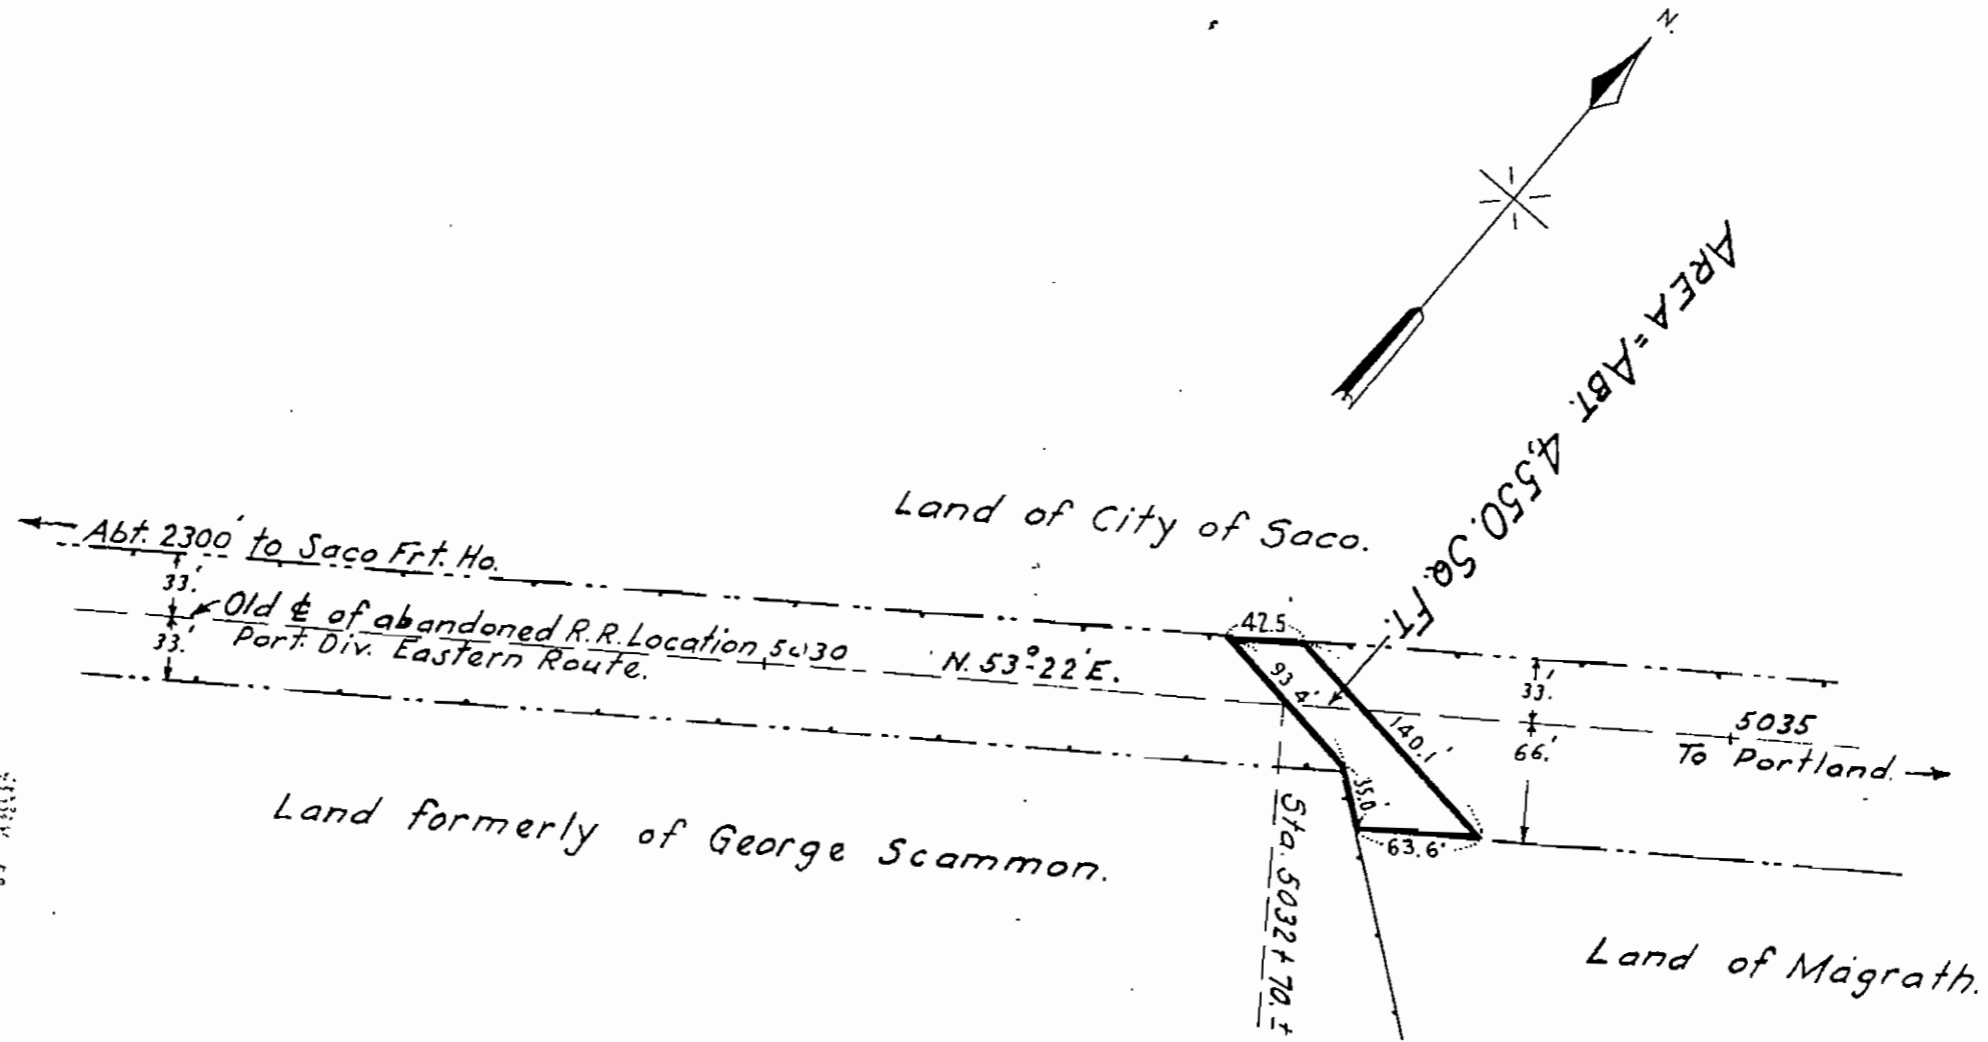 N.
AREA = ABT. 4,550. SQ. FT.
Land of City of Saco.
Abt. 2300' to Saco Frt. Ho.
33.'
Old ℄ of abandoned R.R. Location
Port. Div. Eastern Route.
33.'
5030
N. 53°-22'E.
42.5
93.4'
140.1'
35.0'
63.6'
33.'
66.'
5035
To Portland.
Sta. 5032+70.±
Land formerly of George Scammon.
Land of Magrath.